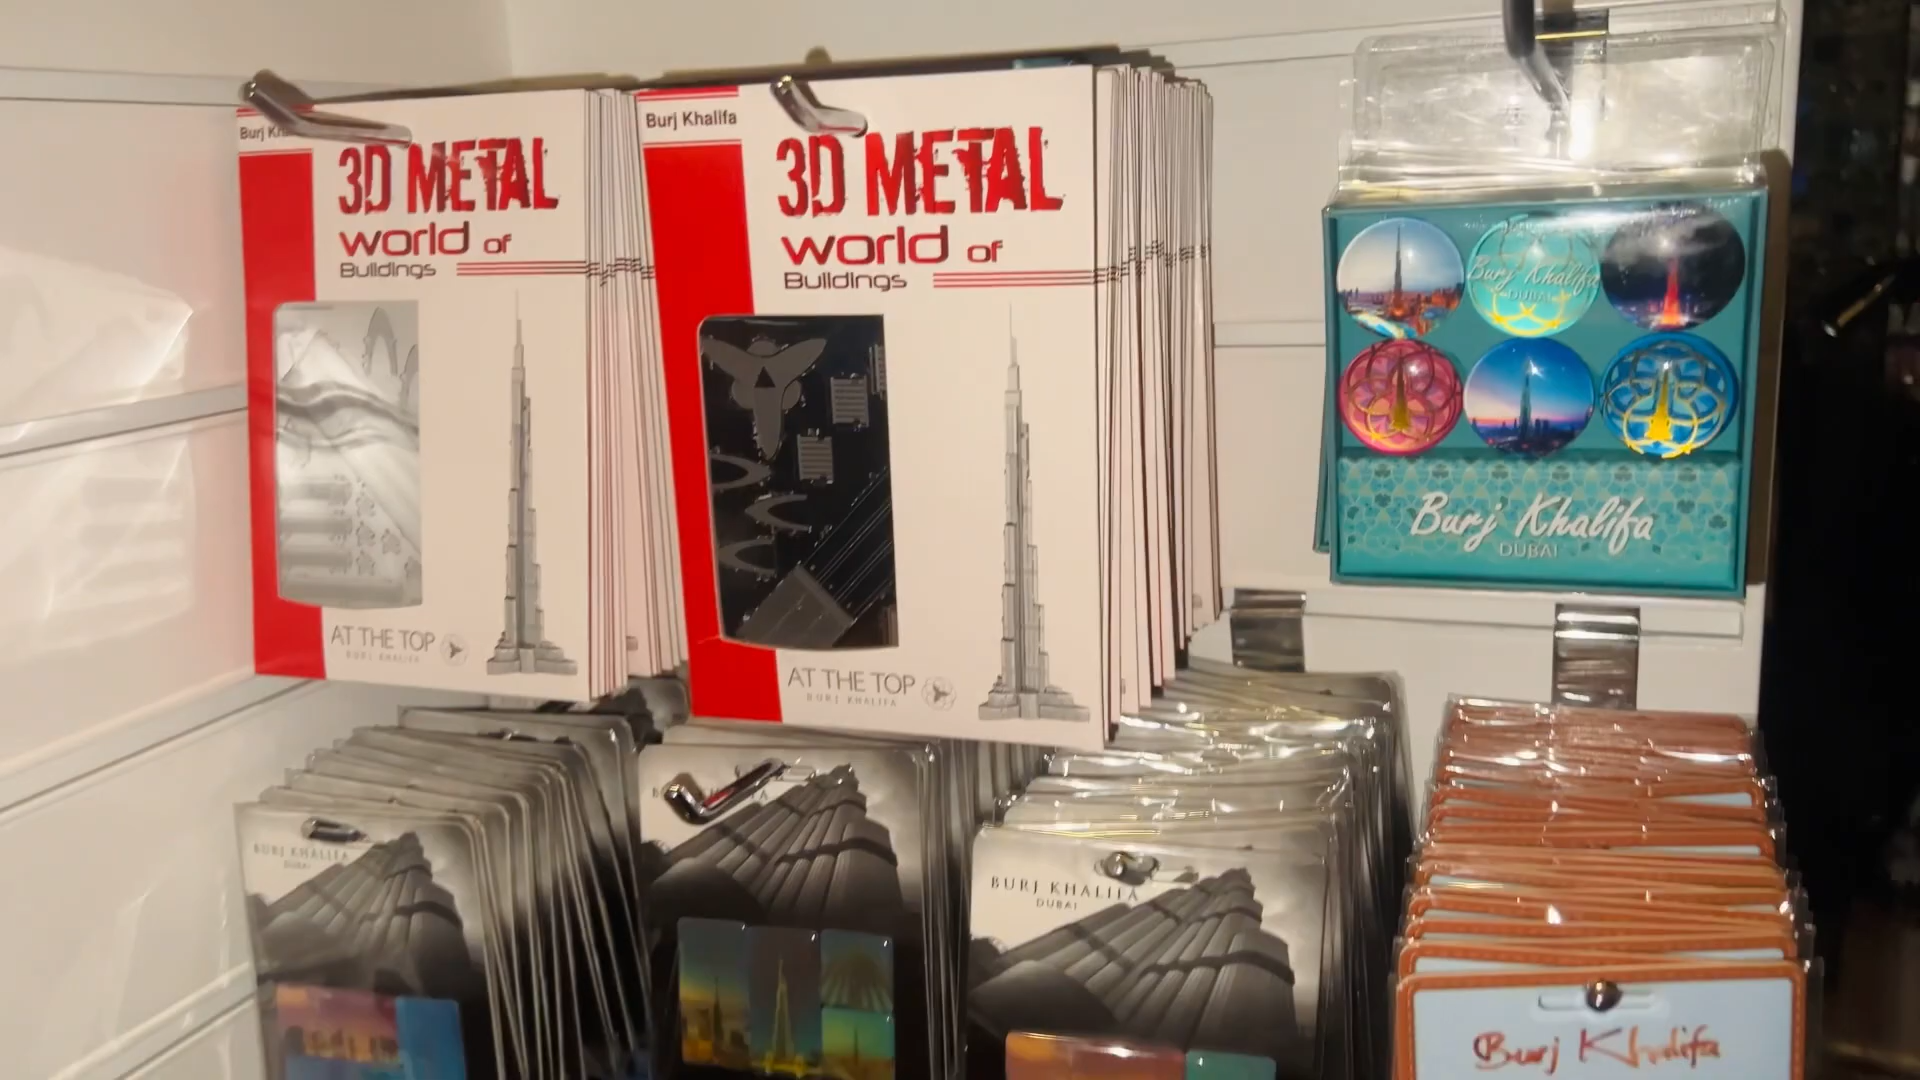 Burj Khalifa
3D METAL
world of
Buildings
AT THE TOP
BURJ KHALIFA
Burj Khalifa
3D METAL
world of
Buildings
AT THE TOP
BURJ KHALIFA
Burj Khalifa
DUBAI
Burj Khalifa
DUBAI
BURJ KHALIFA
DUBAI
BURJ KHALIFA
DUBAI
Burj Khalifa